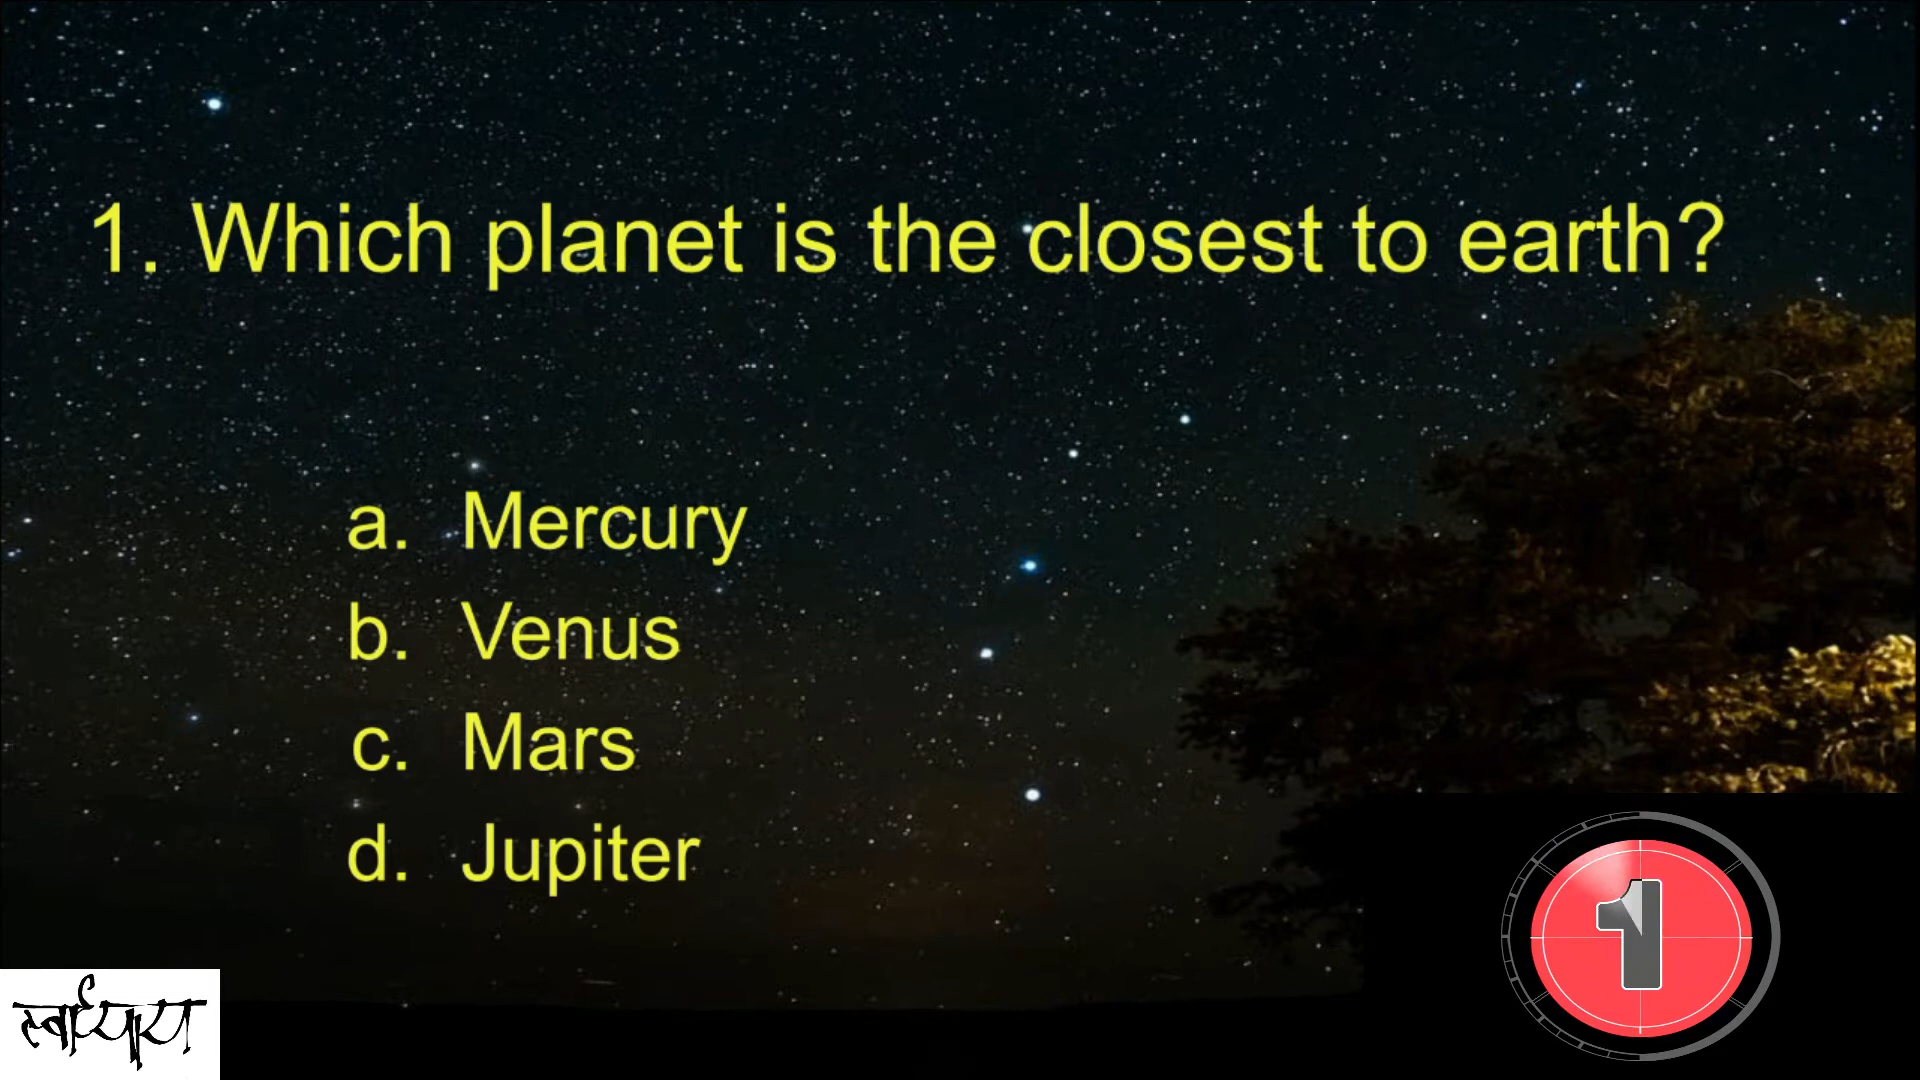 1. Which planet is the closest to earth?
a. Mercury
b. Venus
c. Mars
d. Jupiter
1
स्वाध्याय